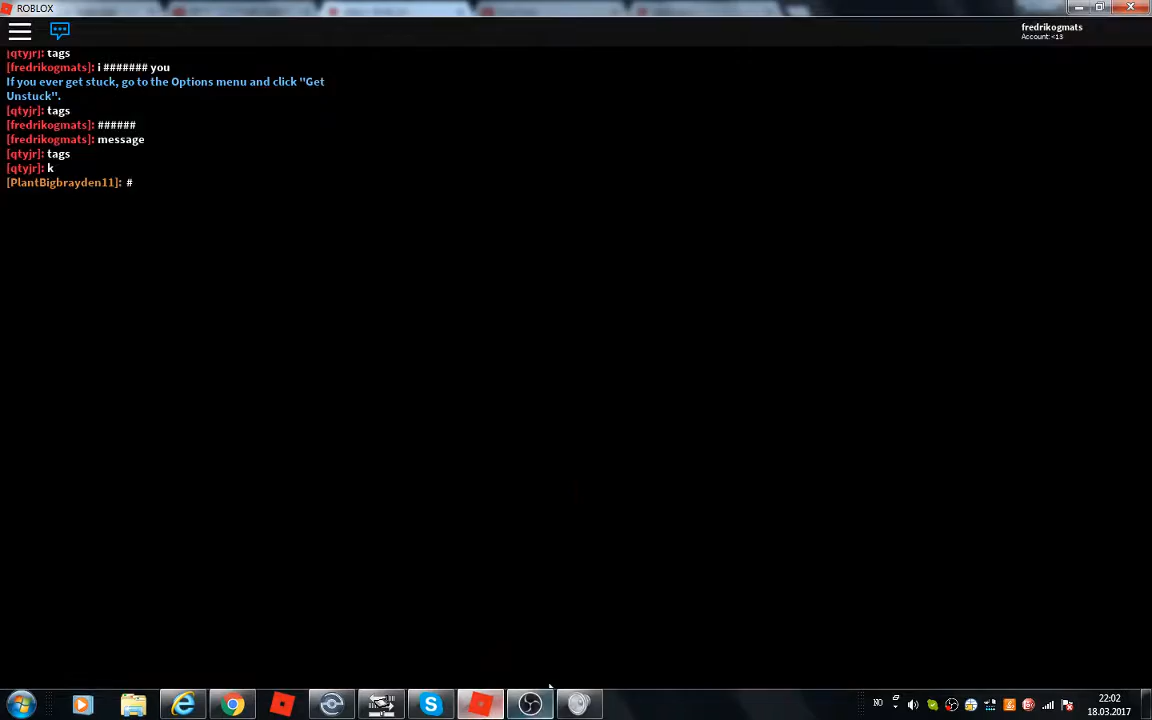 ROBLOX
fredrikogmats
Account: <13
[qtyjr]: tags
[fredrikogmats]: i ####### you
If you ever get stuck, go to the Options menu and click "Get
Unstuck".
[qtyjr]: tags
[fredrikogmats]: ######
[fredrikogmats]: message
[qtyjr]: tags
[qtyjr]: k
[PlantBigbrayden11]: #
NO
22:02
18.03.2017